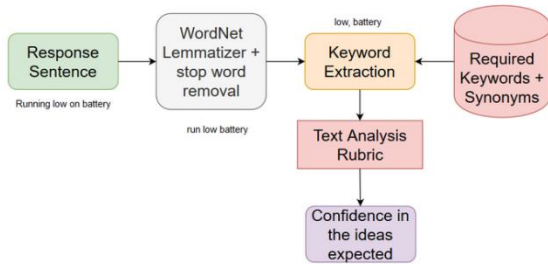 low, battery
Response
Sentence
WordNet
Lemmatizer +
stop word
removal
Keyword
Extraction
Required
Keywords +
Synonyms
Running low on battery
run low battery
Text Analysis
Rubric
Confidence in
the ideas
expected